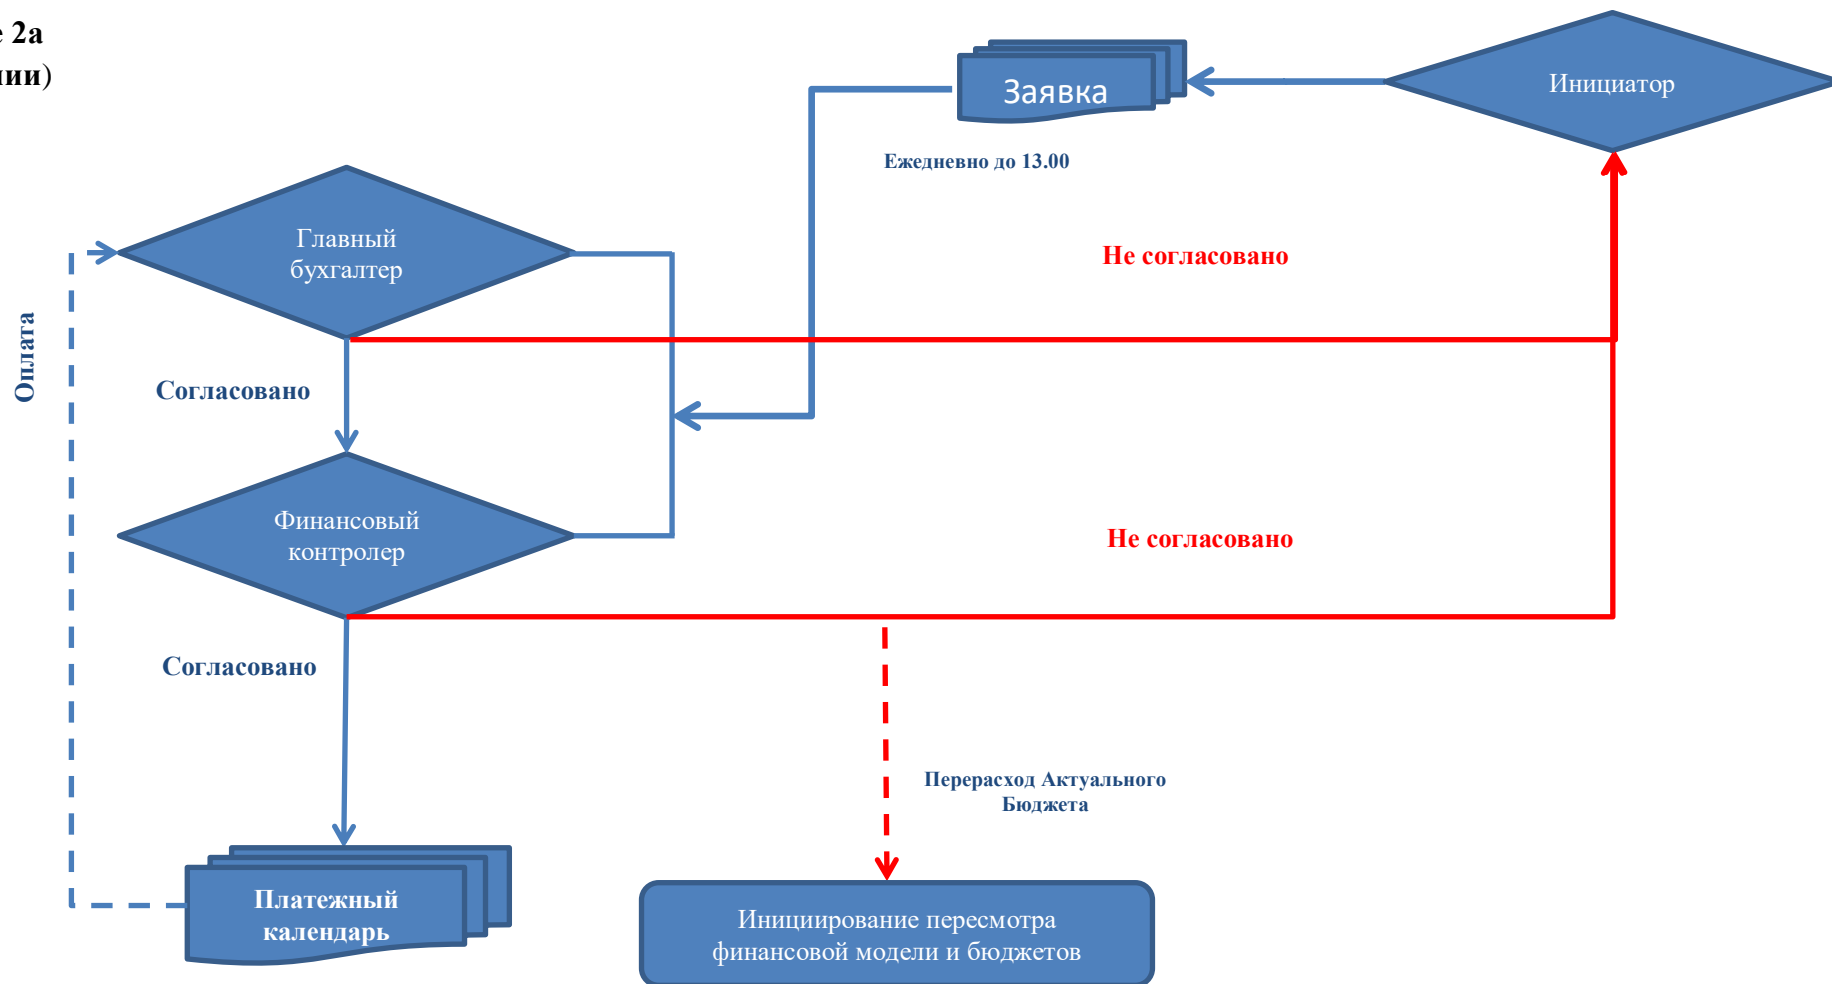 е 2а
нии)
Заявка
Инициатор
Ежедневно до 13.00
Главный
бухгалтер
Не согласовано
Оплата
Согласовано
Финансовый
контролер
Не согласовано
Согласовано
Перерасход Актуального
Бюджета
Платежный
календарь
Инициирование пересмотра
финансовой модели и бюджетов